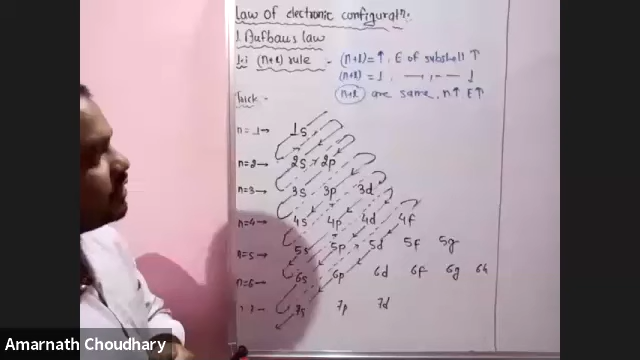 Law of electronic configuratn.
1. Aufbaus law
1.i (n+l) rule - (n+l) = ↑, E of subshell ↑
(n+l) = ↓, —— , - — ↓
(n+l) are same, n↑ E↑
Trick -
n=1→ 1s
n=2→ 2s 2p
n=3→ 3s 3p 3d
n=4→ 4s 4p 4d 4f
n=5→ 5s 5p 5d 5f 5g
n=6→ 6s 6p 6d 6f 6g 6h
7s 7p 7d
Amarnath Choudhary